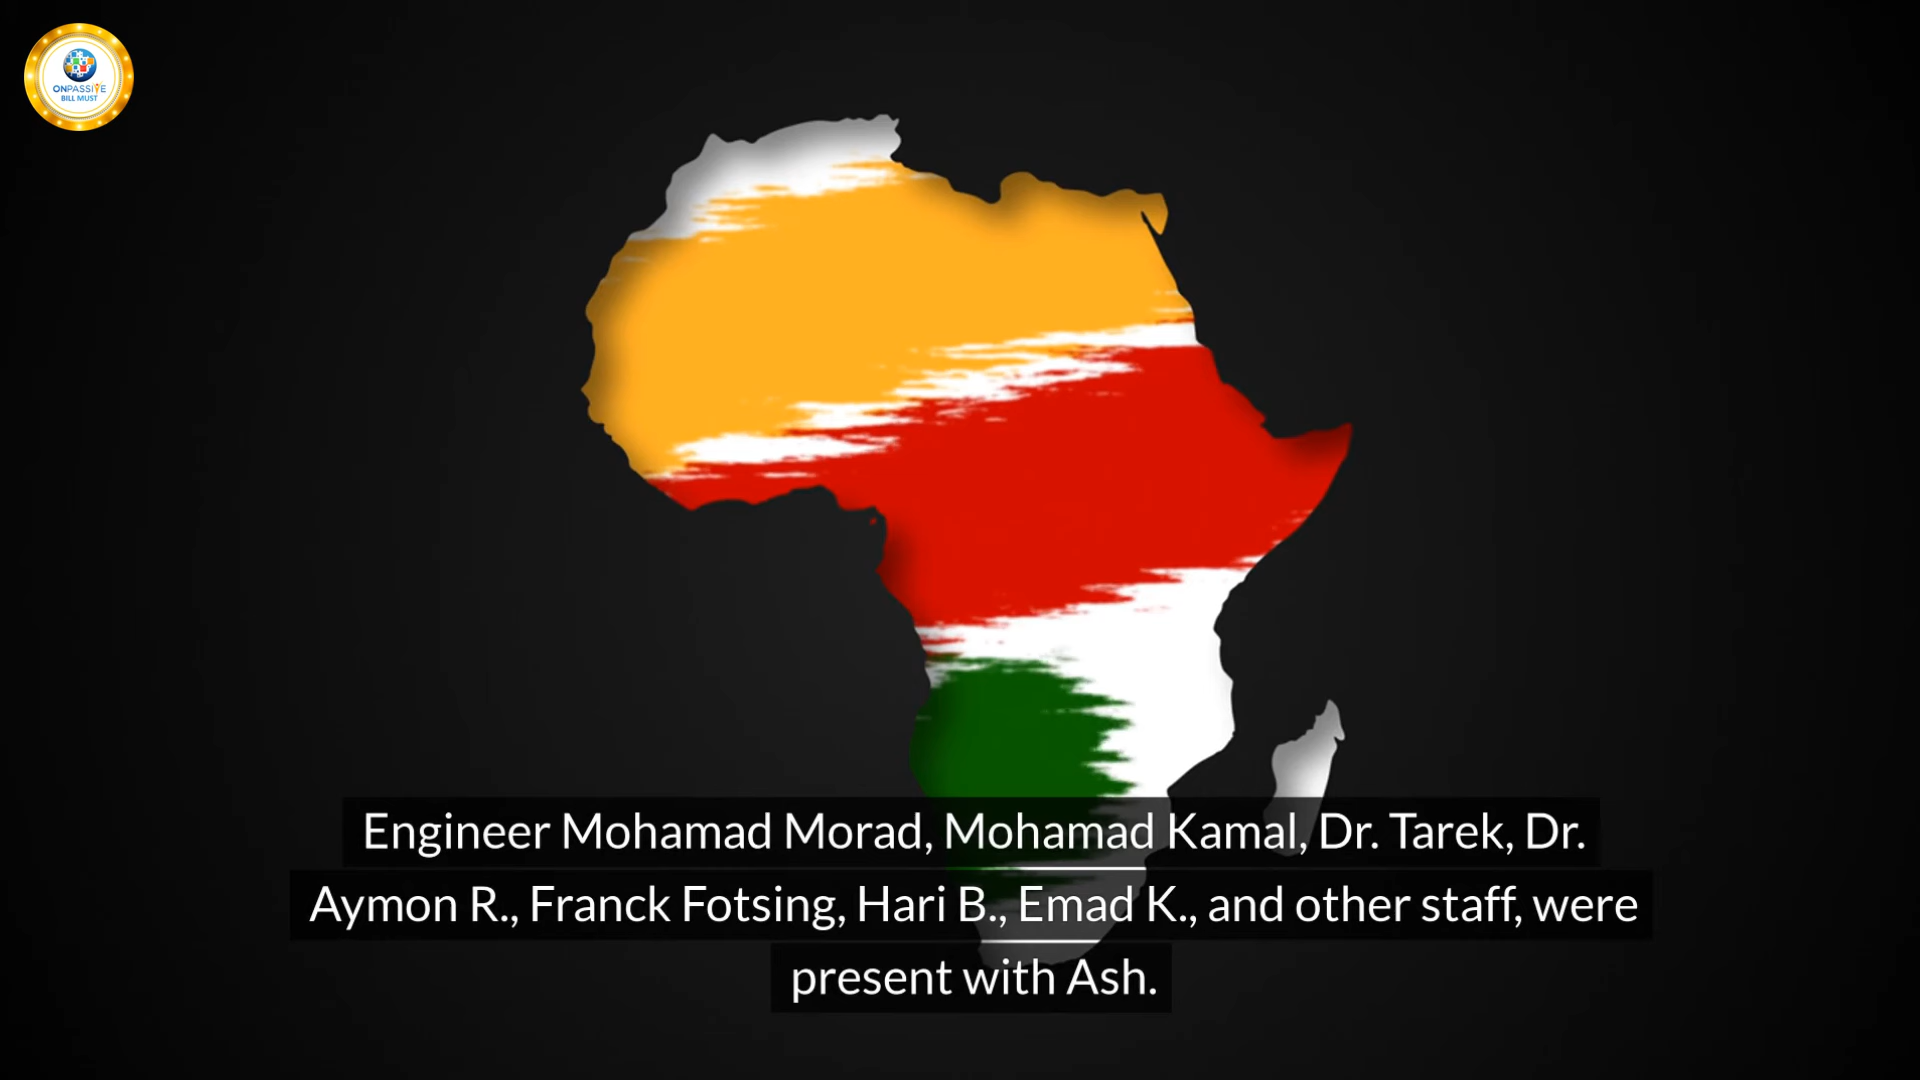 ONPASSIVE
BILL MUST
Engineer Mohamad Morad, Mohamad Kamal, Dr. Tarek, Dr.
Aymon R., Franck Fotsing, Hari B., Emad K., and other staff, were
present with Ash.